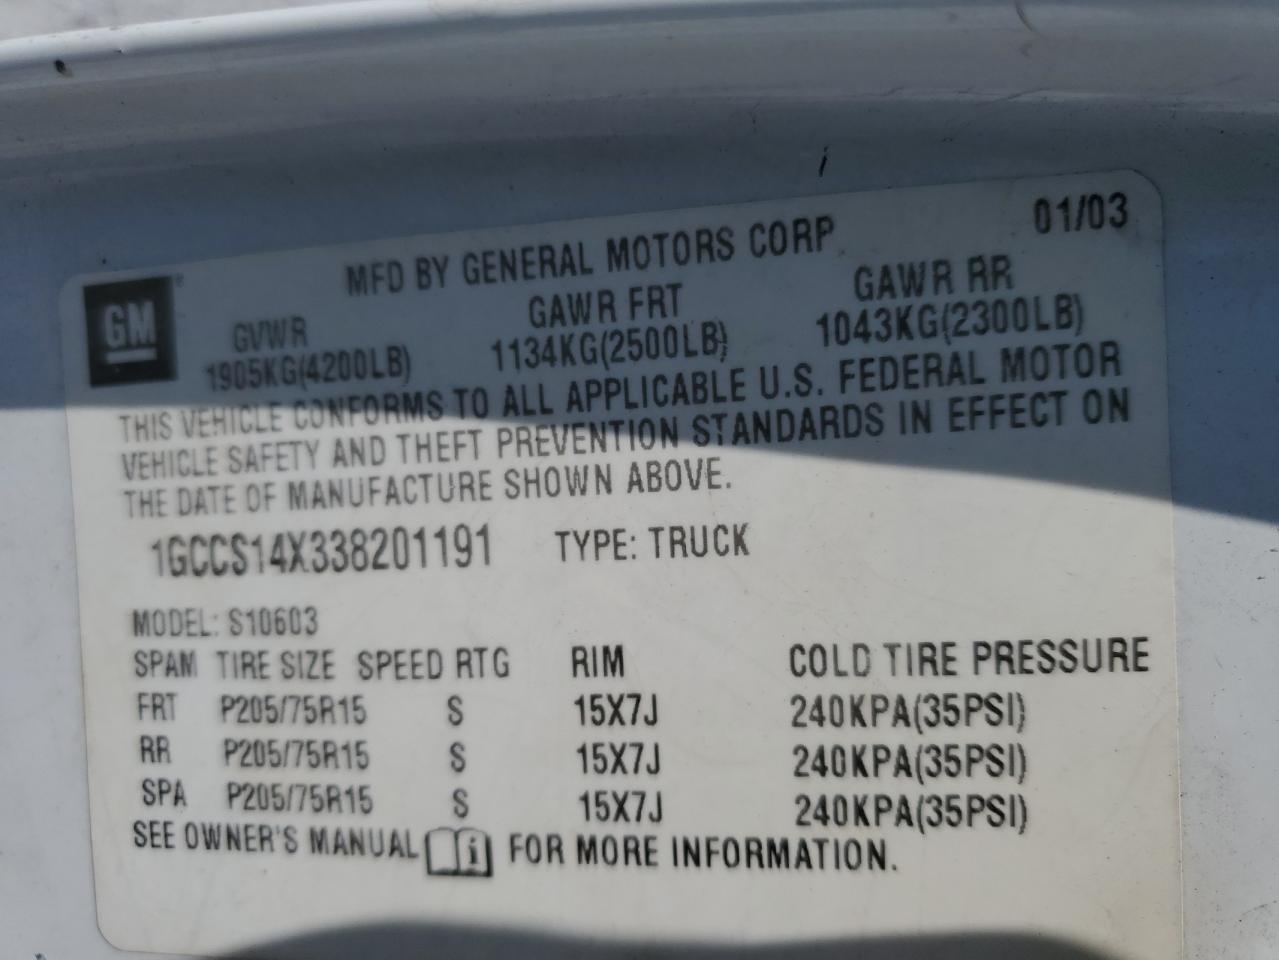 01/03
MFD BY GENERAL MOTORS CORP
GM
GVWR GAWR FRT GAWR RR
1905KG(4200LB) 1134KG(2500LB) 1043KG(2300LB)
THIS VEHICLE CONFORMS TO ALL APPLICABLE U.S. FEDERAL MOTOR
VEHICLE SAFETY AND THEFT PREVENTION STANDARDS IN EFFECT ON
THE DATE OF MANUFACTURE SHOWN ABOVE.
1GCCS14X338201191 TYPE: TRUCK
MODEL: S10603
SPAM TIRE SIZE SPEED RTG RIM COLD TIRE PRESSURE
FRT P205/75R15 S 15X7J 240KPA(35PSI)
RR P205/75R15 S 15X7J 240KPA(35PSI)
SPA P205/75R15 S 15X7J 240KPA(35PSI)
SEE OWNER'S MANUAL i FOR MORE INFORMATION.